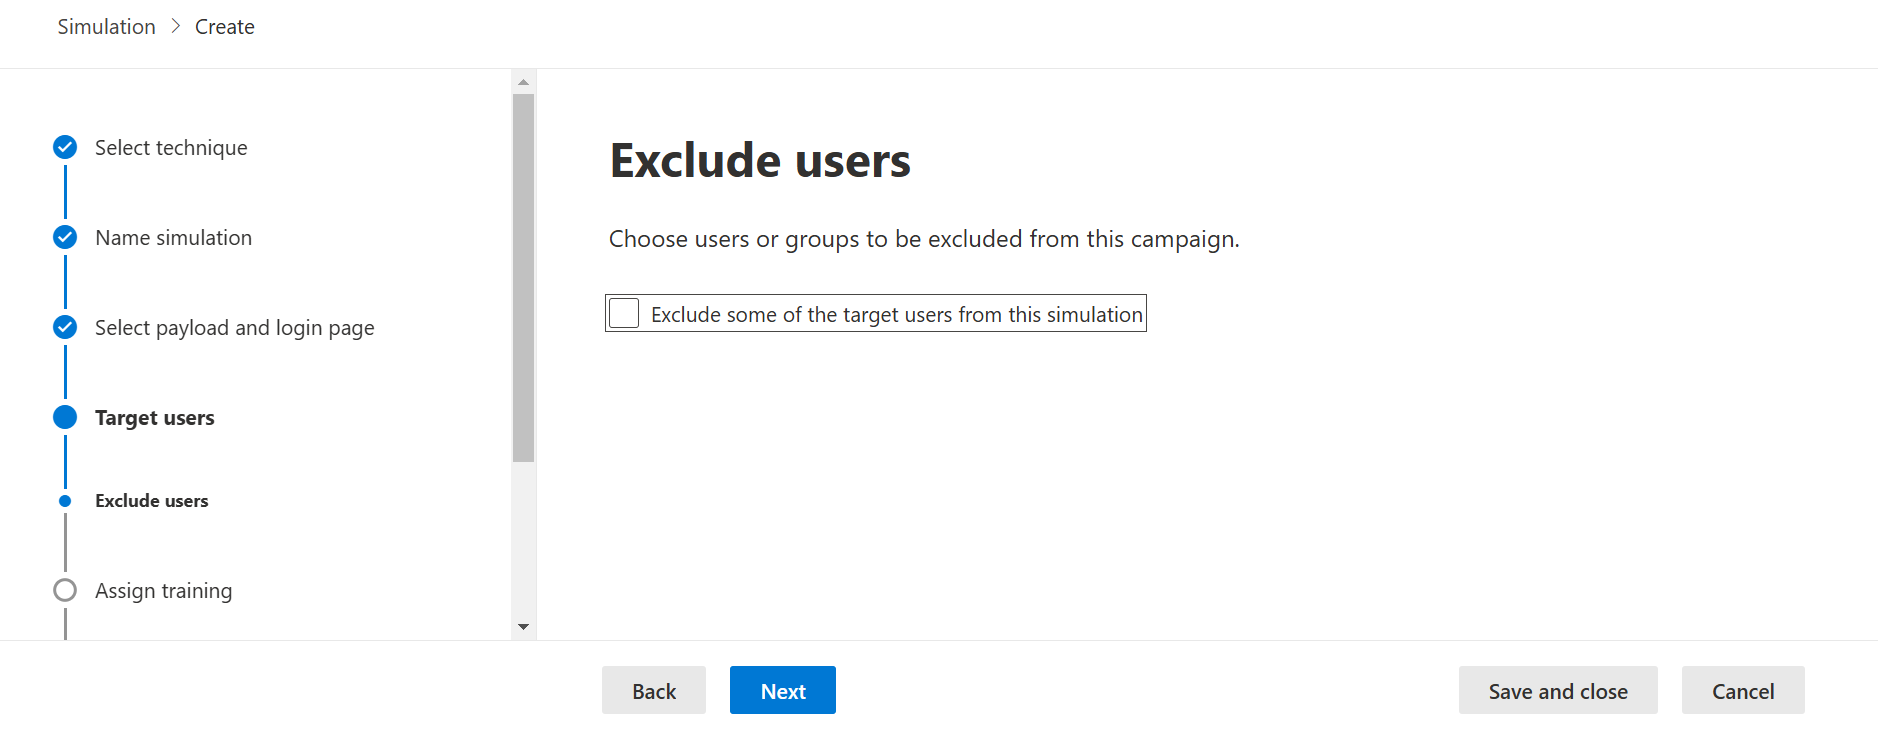 Simulation > Create
Select technique
Name simulation
Select payload and login page
Target users
Exclude users
Assign training
Exclude users
Choose users or groups to be excluded from this campaign.
Exclude some of the target users from this simulation
Back Next Save and close Cancel